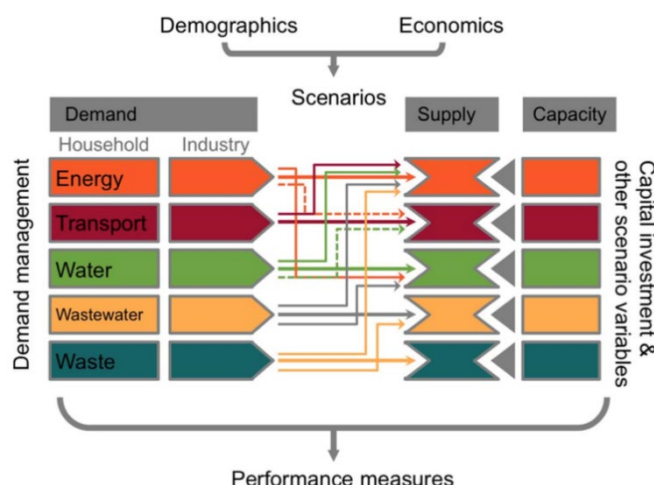 Demographics
Economics
Scenarios
Demand
Supply
Capacity
Household
Industry
Energy
Transport
Water
Wastewater
Waste
Demand management
Capital investment &
other scenario variables
Performance measures